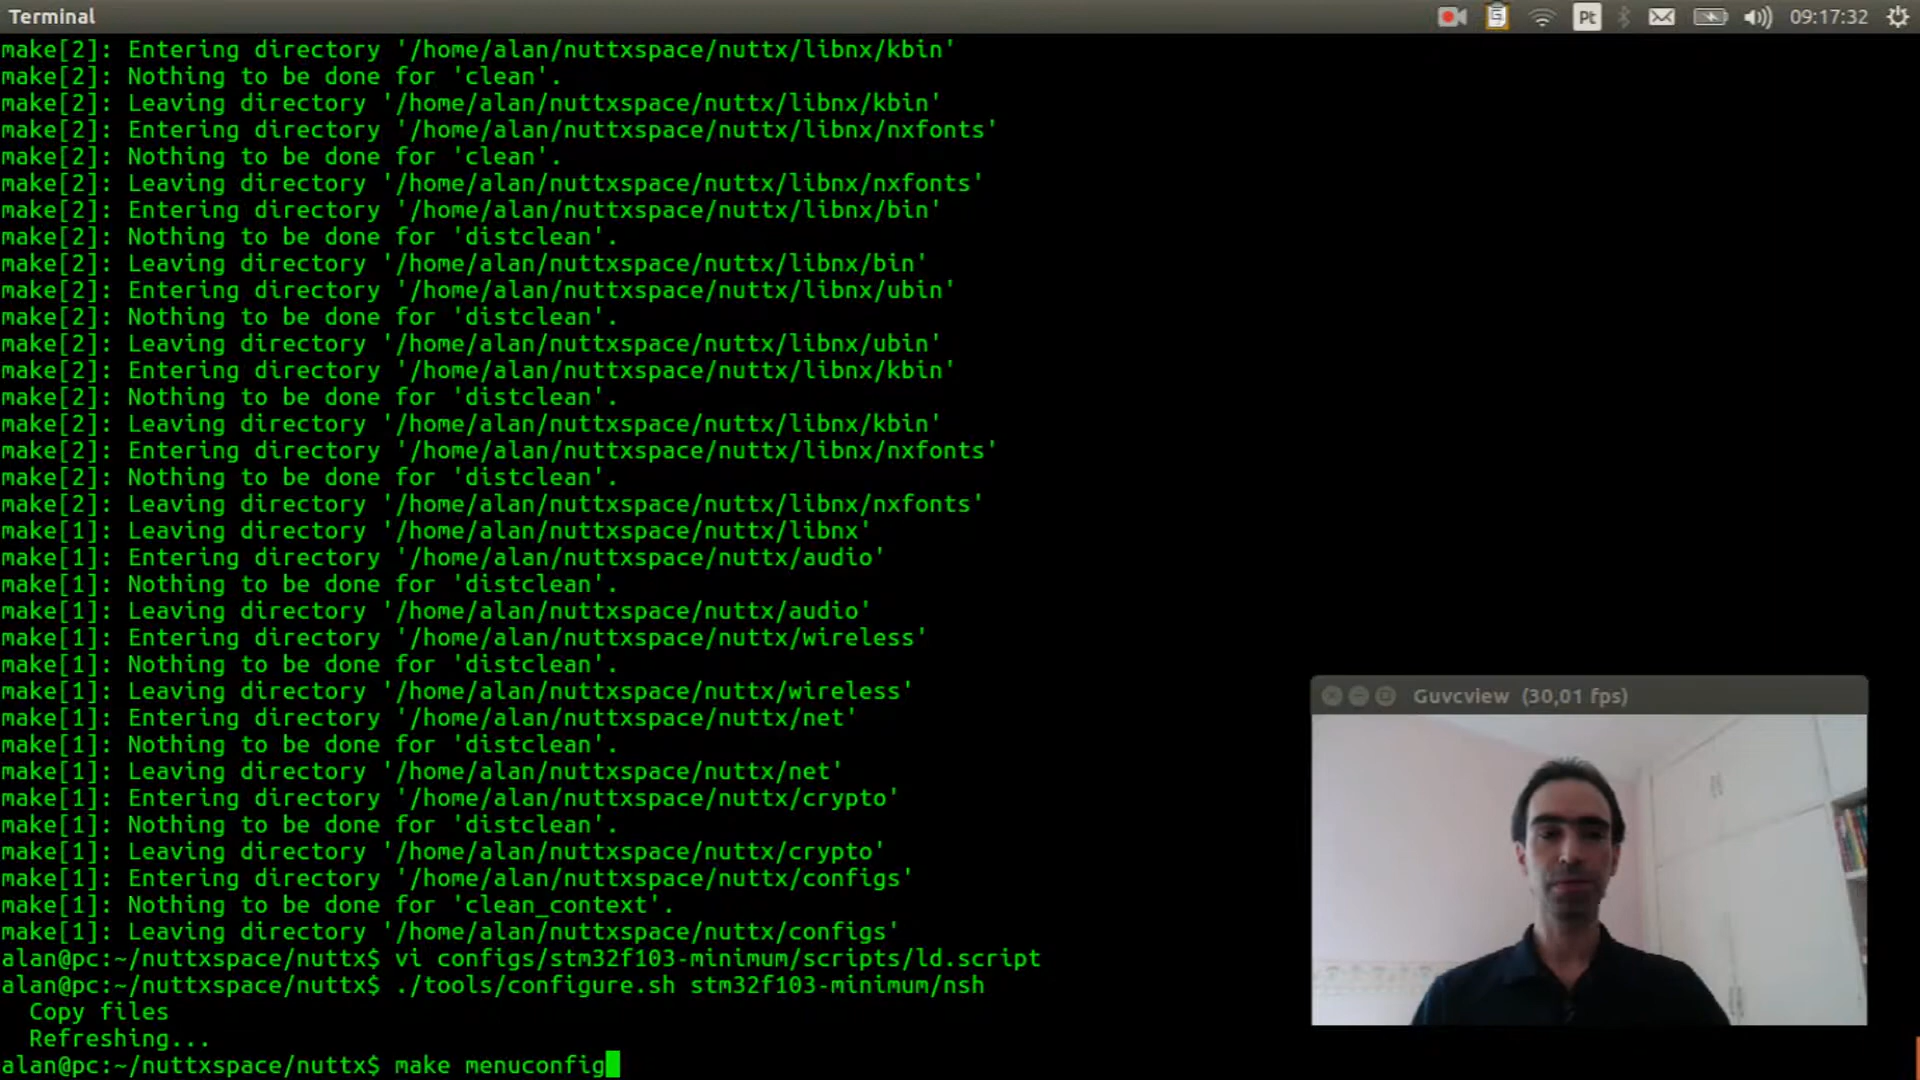 Terminal
Pt
09:17:32
make[2]: Entering directory '/home/alan/nuttxspace/nuttx/libnx/kbin'
make[2]: Nothing to be done for 'clean'.
make[2]: Leaving directory '/home/alan/nuttxspace/nuttx/libnx/kbin'
make[2]: Entering directory '/home/alan/nuttxspace/nuttx/libnx/nxfonts'
make[2]: Nothing to be done for 'clean'.
make[2]: Leaving directory '/home/alan/nuttxspace/nuttx/libnx/nxfonts'
make[2]: Entering directory '/home/alan/nuttxspace/nuttx/libnx/bin'
make[2]: Nothing to be done for 'distclean'.
make[2]: Leaving directory '/home/alan/nuttxspace/nuttx/libnx/bin'
make[2]: Entering directory '/home/alan/nuttxspace/nuttx/libnx/ubin'
make[2]: Nothing to be done for 'distclean'.
make[2]: Leaving directory '/home/alan/nuttxspace/nuttx/libnx/ubin'
make[2]: Entering directory '/home/alan/nuttxspace/nuttx/libnx/kbin'
make[2]: Nothing to be done for 'distclean'.
make[2]: Leaving directory '/home/alan/nuttxspace/nuttx/libnx/kbin'
make[2]: Entering directory '/home/alan/nuttxspace/nuttx/libnx/nxfonts'
make[2]: Nothing to be done for 'distclean'.
make[2]: Leaving directory '/home/alan/nuttxspace/nuttx/libnx/nxfonts'
make[1]: Leaving directory '/home/alan/nuttxspace/nuttx/libnx'
make[1]: Entering directory '/home/alan/nuttxspace/nuttx/audio'
make[1]: Nothing to be done for 'distclean'.
make[1]: Leaving directory '/home/alan/nuttxspace/nuttx/audio'
make[1]: Entering directory '/home/alan/nuttxspace/nuttx/wireless'
make[1]: Nothing to be done for 'distclean'.
make[1]: Leaving directory '/home/alan/nuttxspace/nuttx/wireless'
make[1]: Entering directory '/home/alan/nuttxspace/nuttx/net'
make[1]: Nothing to be done for 'distclean'.
make[1]: Leaving directory '/home/alan/nuttxspace/nuttx/net'
make[1]: Entering directory '/home/alan/nuttxspace/nuttx/crypto'
make[1]: Nothing to be done for 'distclean'.
make[1]: Leaving directory '/home/alan/nuttxspace/nuttx/crypto'
make[1]: Entering directory '/home/alan/nuttxspace/nuttx/configs'
make[1]: Nothing to be done for 'clean_context'.
make[1]: Leaving directory '/home/alan/nuttxspace/nuttx/configs'
alan@pc:~/nuttxspace/nuttx$ vi configs/stm32f103-minimum/scripts/ld.script
alan@pc:~/nuttxspace/nuttx$ ./tools/configure.sh stm32f103-minimum/nsh
Copy files
Refreshing...
alan@pc:~/nuttxspace/nuttx$ make menuconfig
Guvcview (30,01 fps)